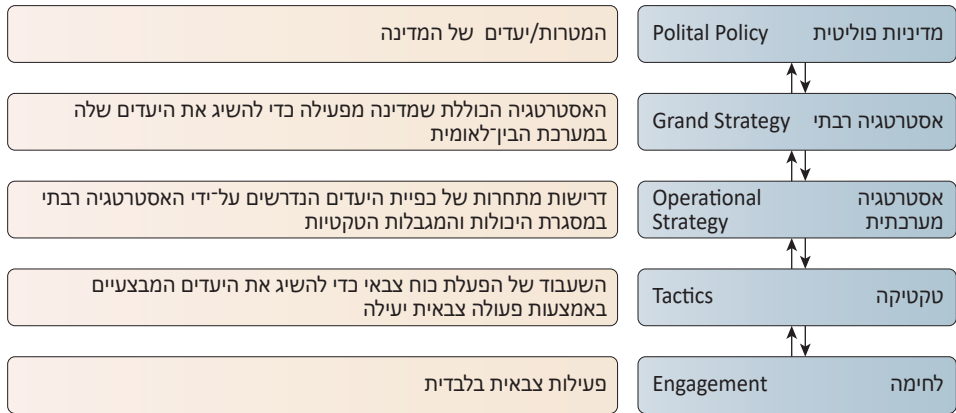 מדיניות פוליטית Polital Policy
המטרות/יעדים של המדינה
אסטרטגיה רבתי Grand Strategy
האסטרטגיה הכוללת שמדינה מפעילה כדי להשיג את היעדים שלה
במערכת הבין־לאומית
אסטרטגיה Operational
מערכתית Strategy
דרישות מתחרות של כפיית היעדים הנדרשים על־ידי האסטרטגיה רבתי
במסגרת היכולות והמגבלות הטקטיות
טקטיקה Tactics
השעבוד של הפעלת כוח צבאי כדי להשיג את היעדים המבצעיים
באמצעות פעולה צבאית יעילה
לחימה Engagement
פעילות צבאית בלבדית